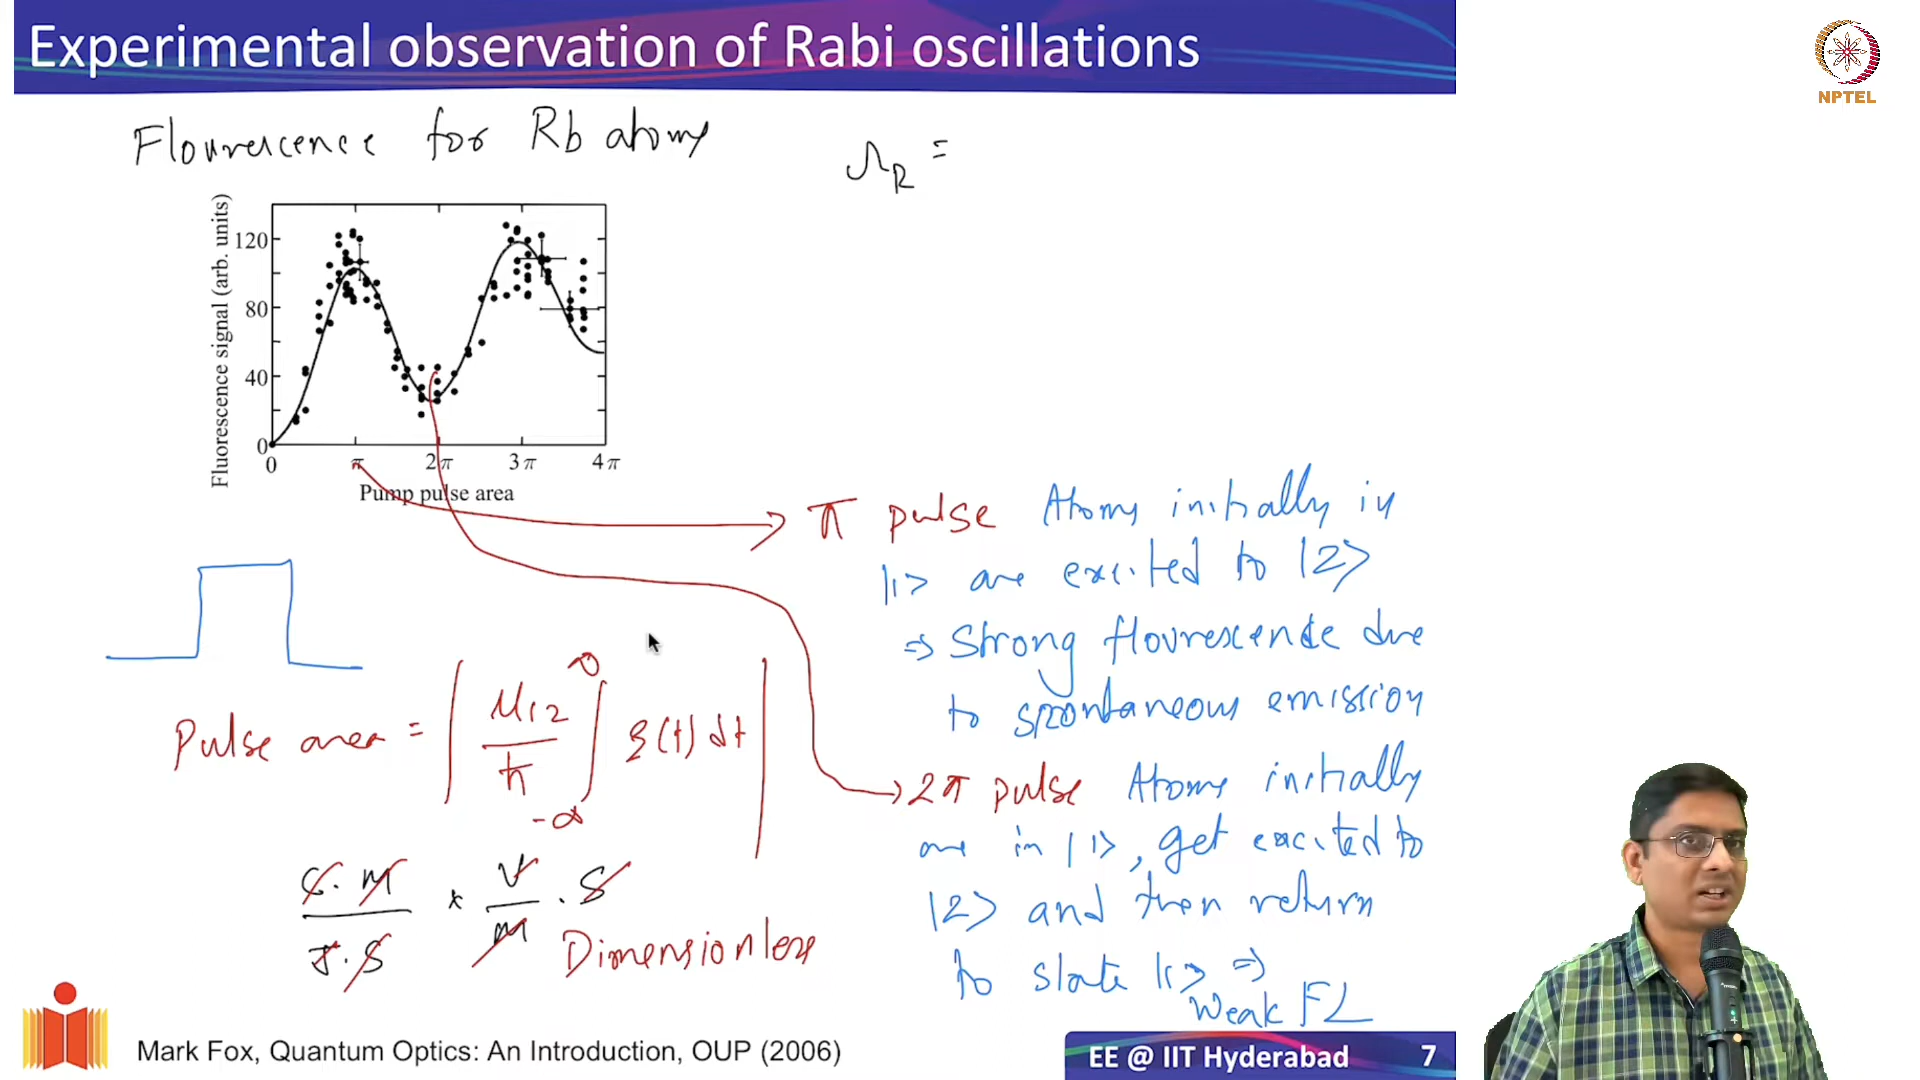 Experimental observation of Rabi oscillations
NPTEL
Flourescence for Rb atoms
Ω_R =
Fluorescence signal (arb. units)
120
80
40
0
0 π 2π 3π 4π
Pump pulse area
π pulse Atoms initially in
|1> are excited to |2>
⇒ Strong flourescence due
to spontaneous emission
Pulse area = | μ12 / ħ ∫ -∞ ∞ ξ(t) dt |
2π pulse Atoms initially
are in |1>, get excited to
|2> and then return
to state |1> ⇒
Weak FL
C. m / J. S × V / m . S
Dimensionless
Mark Fox, Quantum Optics: An Introduction, OUP (2006)
EE @ IIT Hyderabad 7